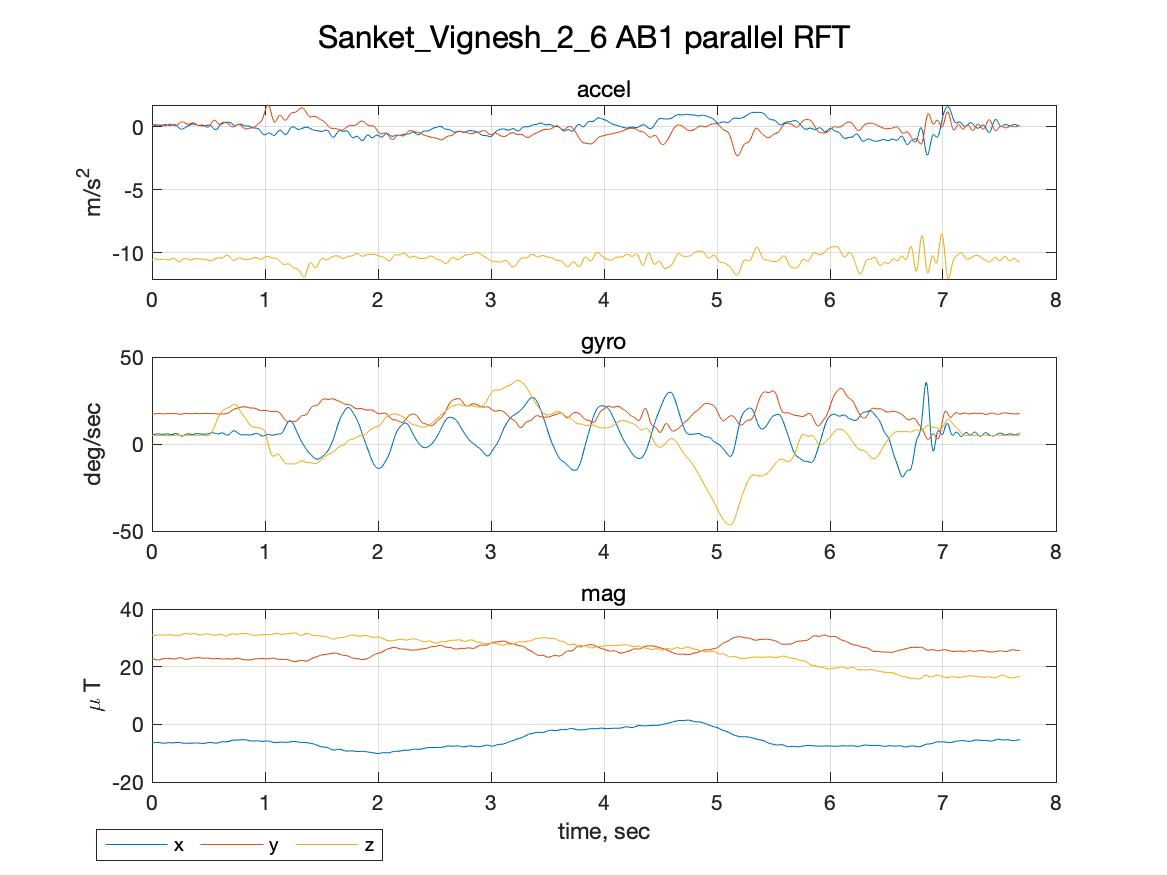 Sanket_Vignesh_2_6 AB1 parallel RFT
accel
0
-5
-10
m/s²
0 1 2 3 4 5 6 7 8
gyro
50
0
-50
deg/sec
0 1 2 3 4 5 6 7 8
mag
40
20
0
-20
μ T
0 1 2 3 4 5 6 7 8
time, sec
x y z